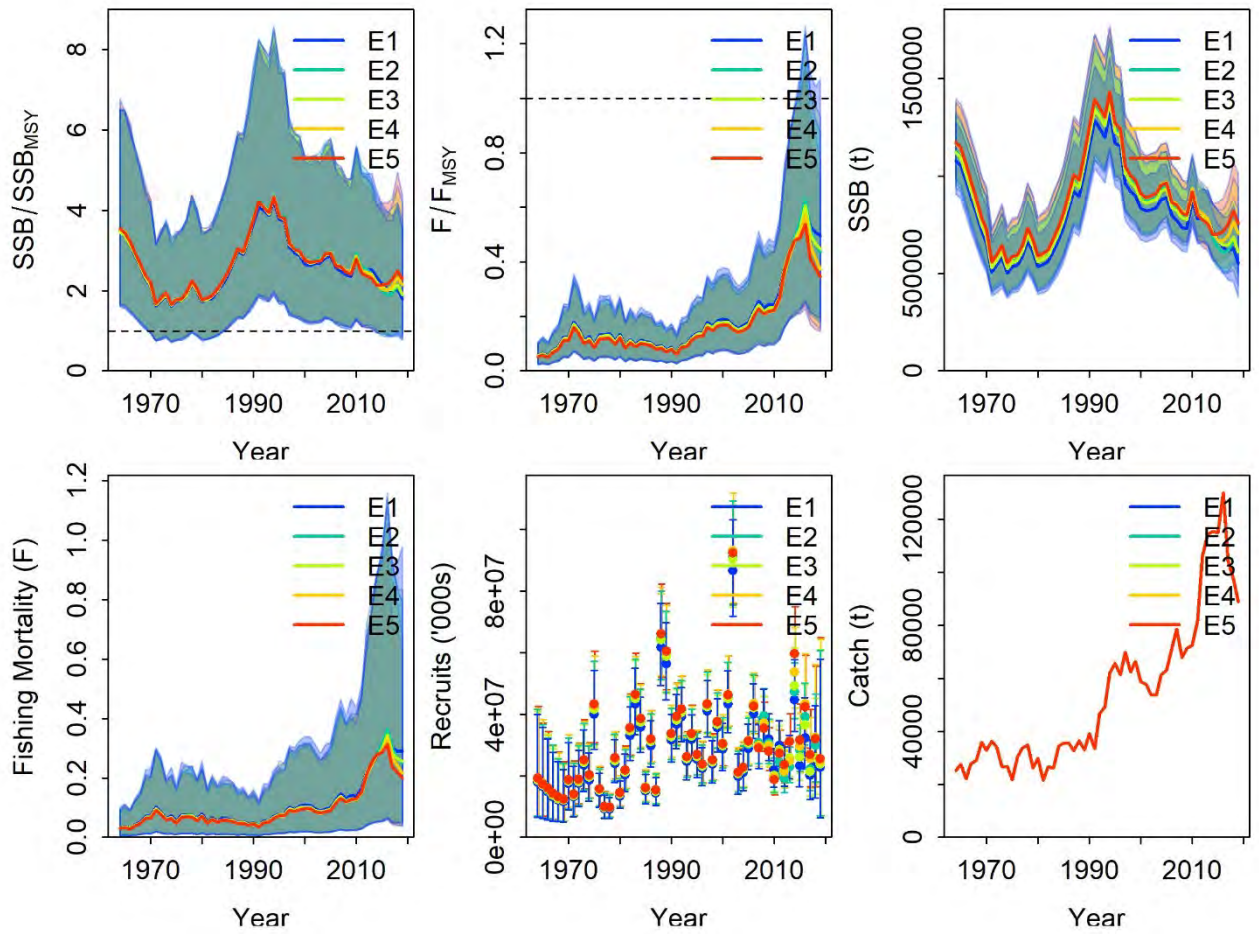 SSB/SSBMSY
0 2 4 6 8
E1
E2
E3
E4
E5
1970 1990 2010
Year
F/FMSY
0.0 0.4 0.8 1.2
E1
E2
E3
E4
E5
1970 1990 2010
Year
SSB (t)
0 500000 1500000
E1
E2
E3
E4
E5
1970 1990 2010
Year
Fishing Mortality (F)
0.0 0.2 0.4 0.6 0.8 1.0 1.2
E1
E2
E3
E4
E5
1970 1990 2010
Year
Recruits ('000s)
0e+00 4e+07 8e+07
E1
E2
E3
E4
E5
1970 1990 2010
Year
Catch (t)
0 40000 80000 120000
E1
E2
E3
E4
E5
1970 1990 2010
Year